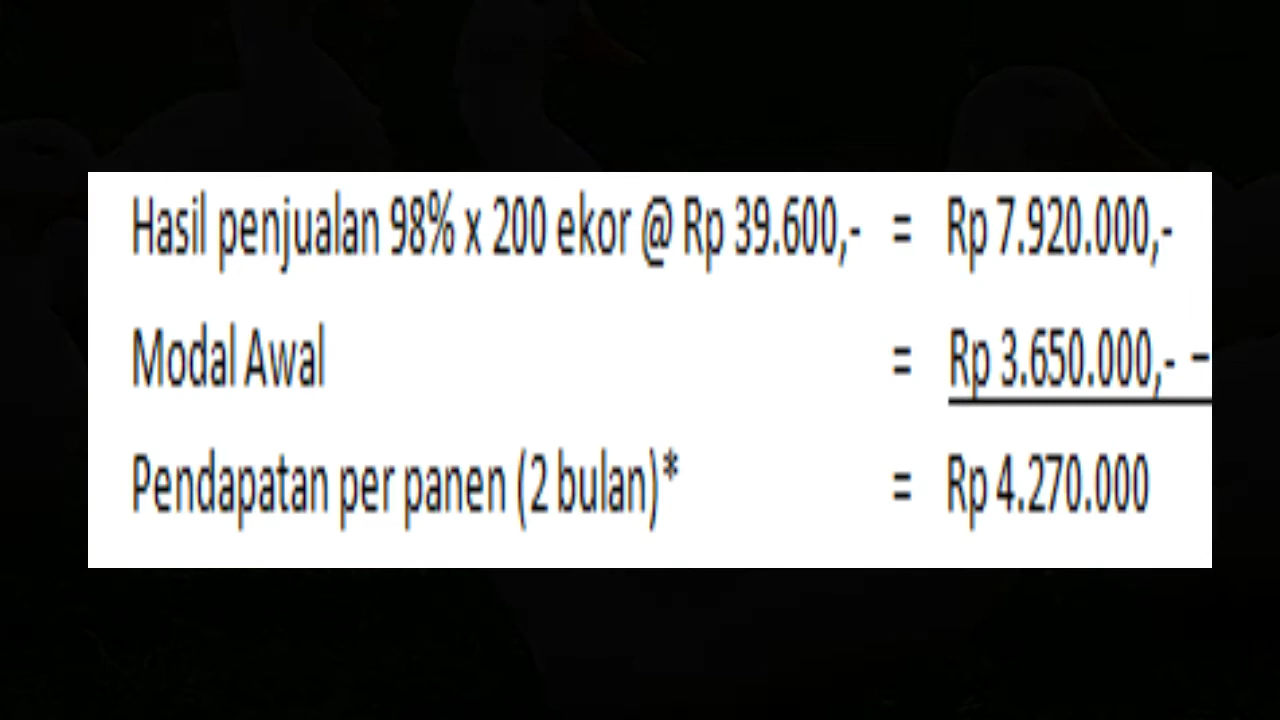 Hasil penjualan 98% x 200 ekor @ Rp 39.600,- = Rp 7.920.000,-
Modal Awal = Rp 3.650.000,- –
Pendapatan per panen (2 bulan)* = Rp 4.270.000